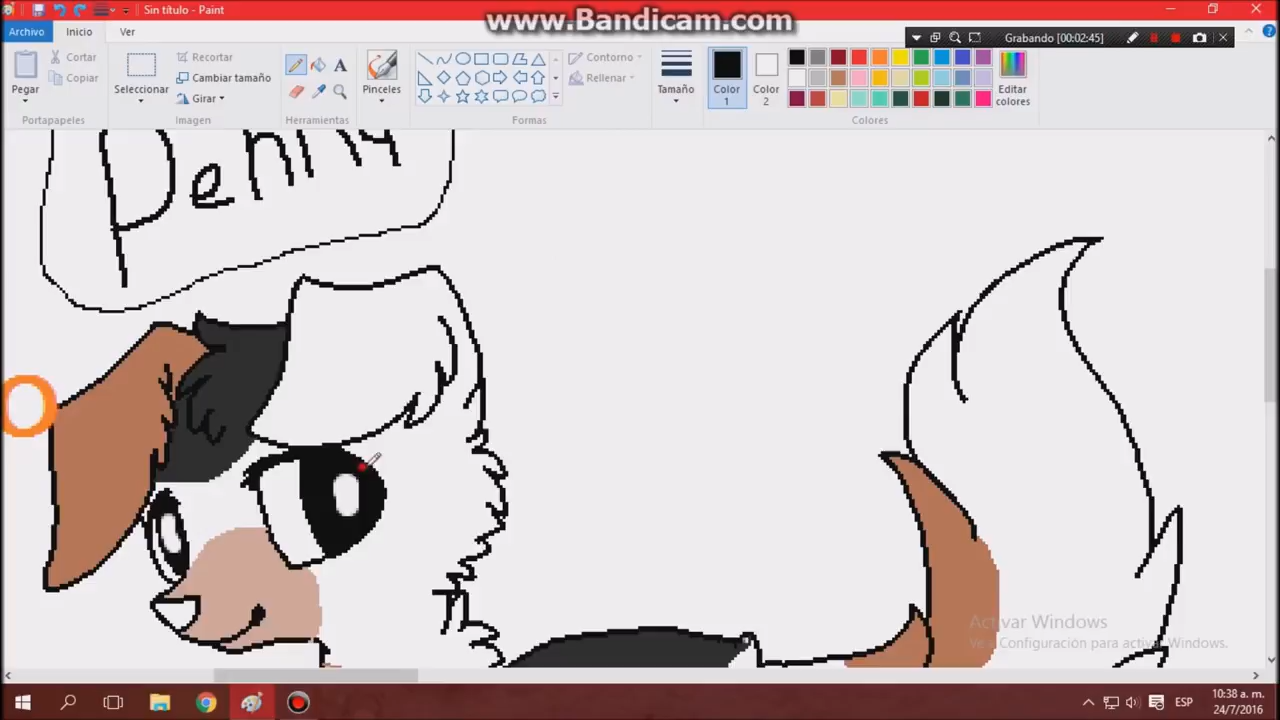 Sin título - Paint
www.Bandicam.com
Archivo Inicio Ver
Grabando [00:02:45]
Pegar
Cortar
Copiar
Portapapeles
Seleccionar
Recortar
Cambiar tamaño
Girar
Imagen
A
Herramientas
Pinceles
Contorno
Rellenar
Formas
Tamaño
Color
1
Color
2
Editar
colores
Colores
Penny
Activar Windows
Ve a Configuración para activar Windows.
ESP
10:38 a. m.
24/7/2016